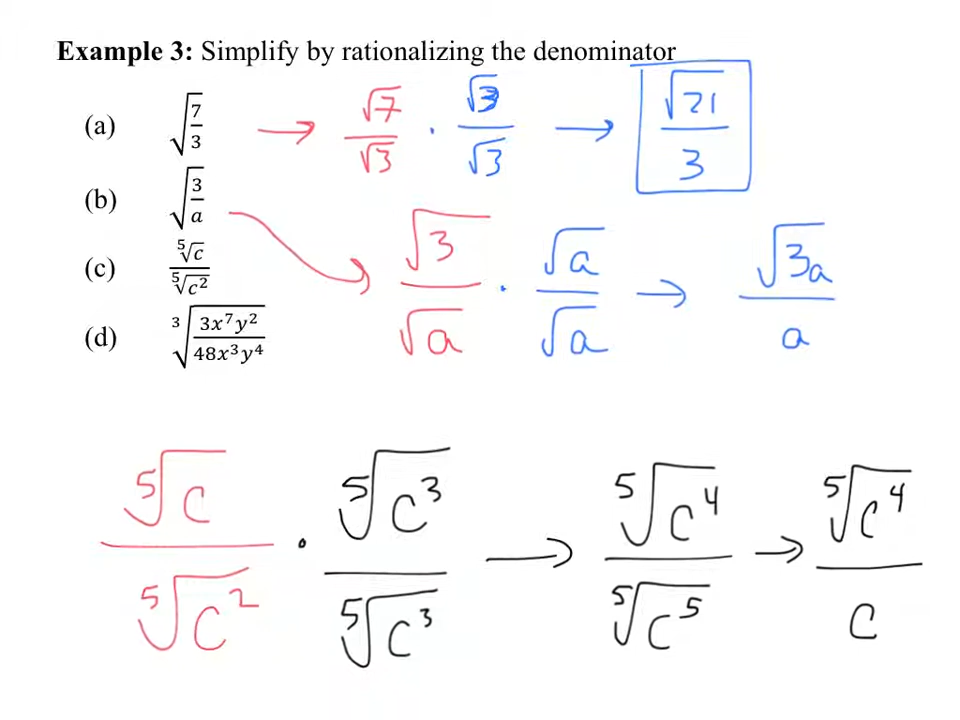 Example 3: Simplify by rationalizing the denominator
(a) √(7/3) → √7/√3 · √3/√3 → √21/3
(b) √(3/a) → √3/√a · √a/√a → √3a/a
(c) ⁵√c/⁵√c²
(d) ³√(3x⁷y²/48x³y⁴)
⁵√c/⁵√c² · ⁵√c³/⁵√c³ → ⁵√c⁴/⁵√c⁵ → ⁵√c⁴/c